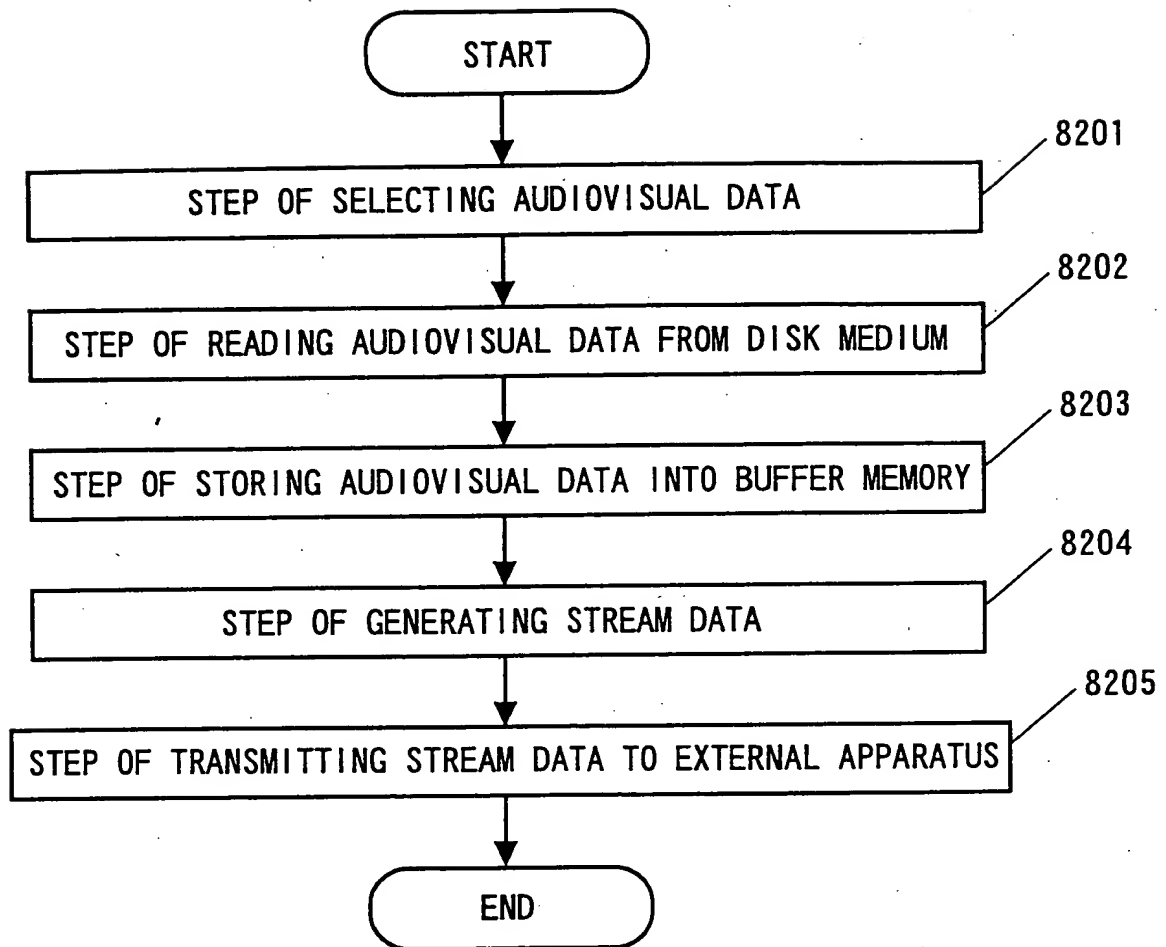 START
8201
STEP OF SELECTING AUDIOVISUAL DATA
8202
STEP OF READING AUDIOVISUAL DATA FROM DISK MEDIUM
8203
STEP OF STORING AUDIOVISUAL DATA INTO BUFFER MEMORY
8204
STEP OF GENERATING STREAM DATA
8205
STEP OF TRANSMITTING STREAM DATA TO EXTERNAL APPARATUS
END